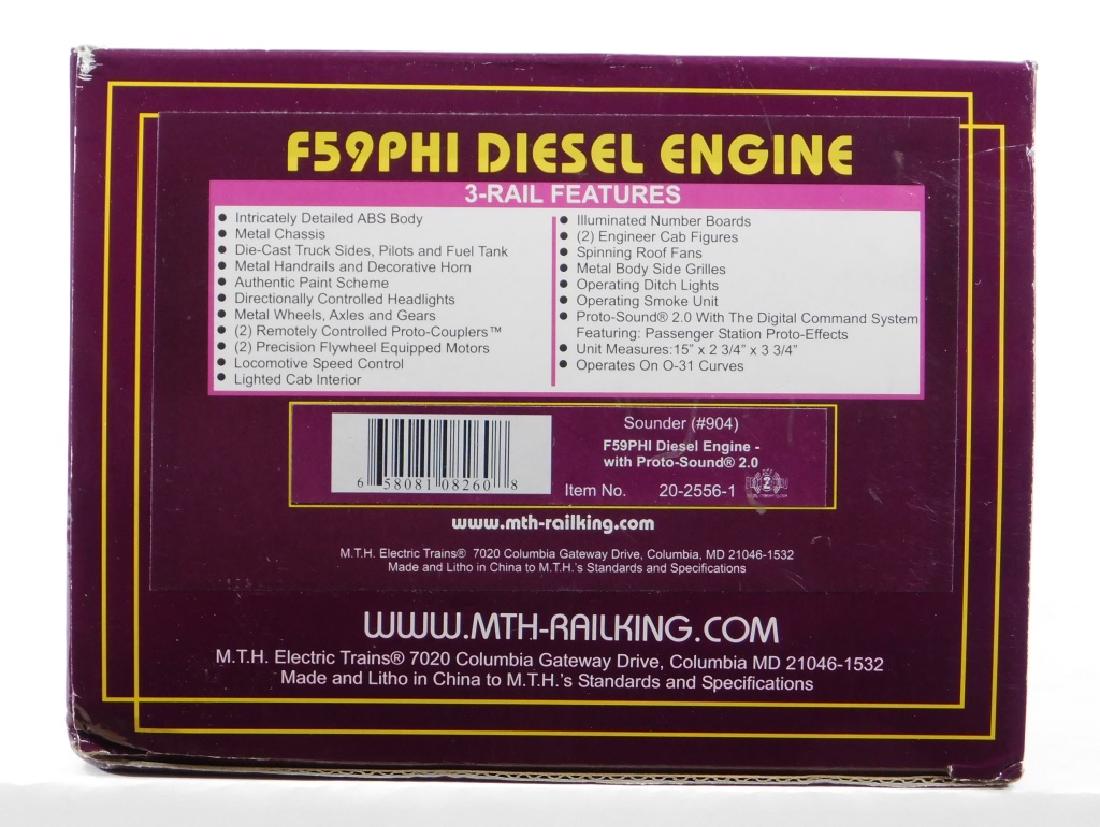 F59PHI DIESEL ENGINE
3-RAIL FEATURES
• Intricately Detailed ABS Body
• Metal Chassis
• Die-Cast Truck Sides, Pilots and Fuel Tank
• Metal Handrails and Decorative Horn
• Authentic Paint Scheme
• Directionally Controlled Headlights
• Metal Wheels, Axles and Gears
• (2) Remotely Controlled Proto-Couplers™
• (2) Precision Flywheel Equipped Motors
• Locomotive Speed Control
• Lighted Cab Interior
• Illuminated Number Boards
• (2) Engineer Cab Figures
• Spinning Roof Fans
• Metal Body Side Grilles
• Operating Ditch Lights
• Operating Smoke Unit
• Proto-Sound® 2.0 With The Digital Command System
Featuring: Passenger Station Proto-Effects
• Unit Measures: 15" x 2 3/4" x 3 3/4"
• Operates On O-31 Curves
6 58081 08260 8
Sounder (#904)
F59PHI Diesel Engine -
with Proto-Sound® 2.0
Item No. 20-2556-1
www.mth-railking.com
M.T.H. Electric Trains® 7020 Columbia Gateway Drive, Columbia, MD 21046-1532
Made and Litho in China to M.T.H.'s Standards and Specifications
WWW.MTH-RAILKING.COM
M.T.H. Electric Trains® 7020 Columbia Gateway Drive, Columbia MD 21046-1532
Made and Litho in China to M.T.H.'s Standards and Specifications